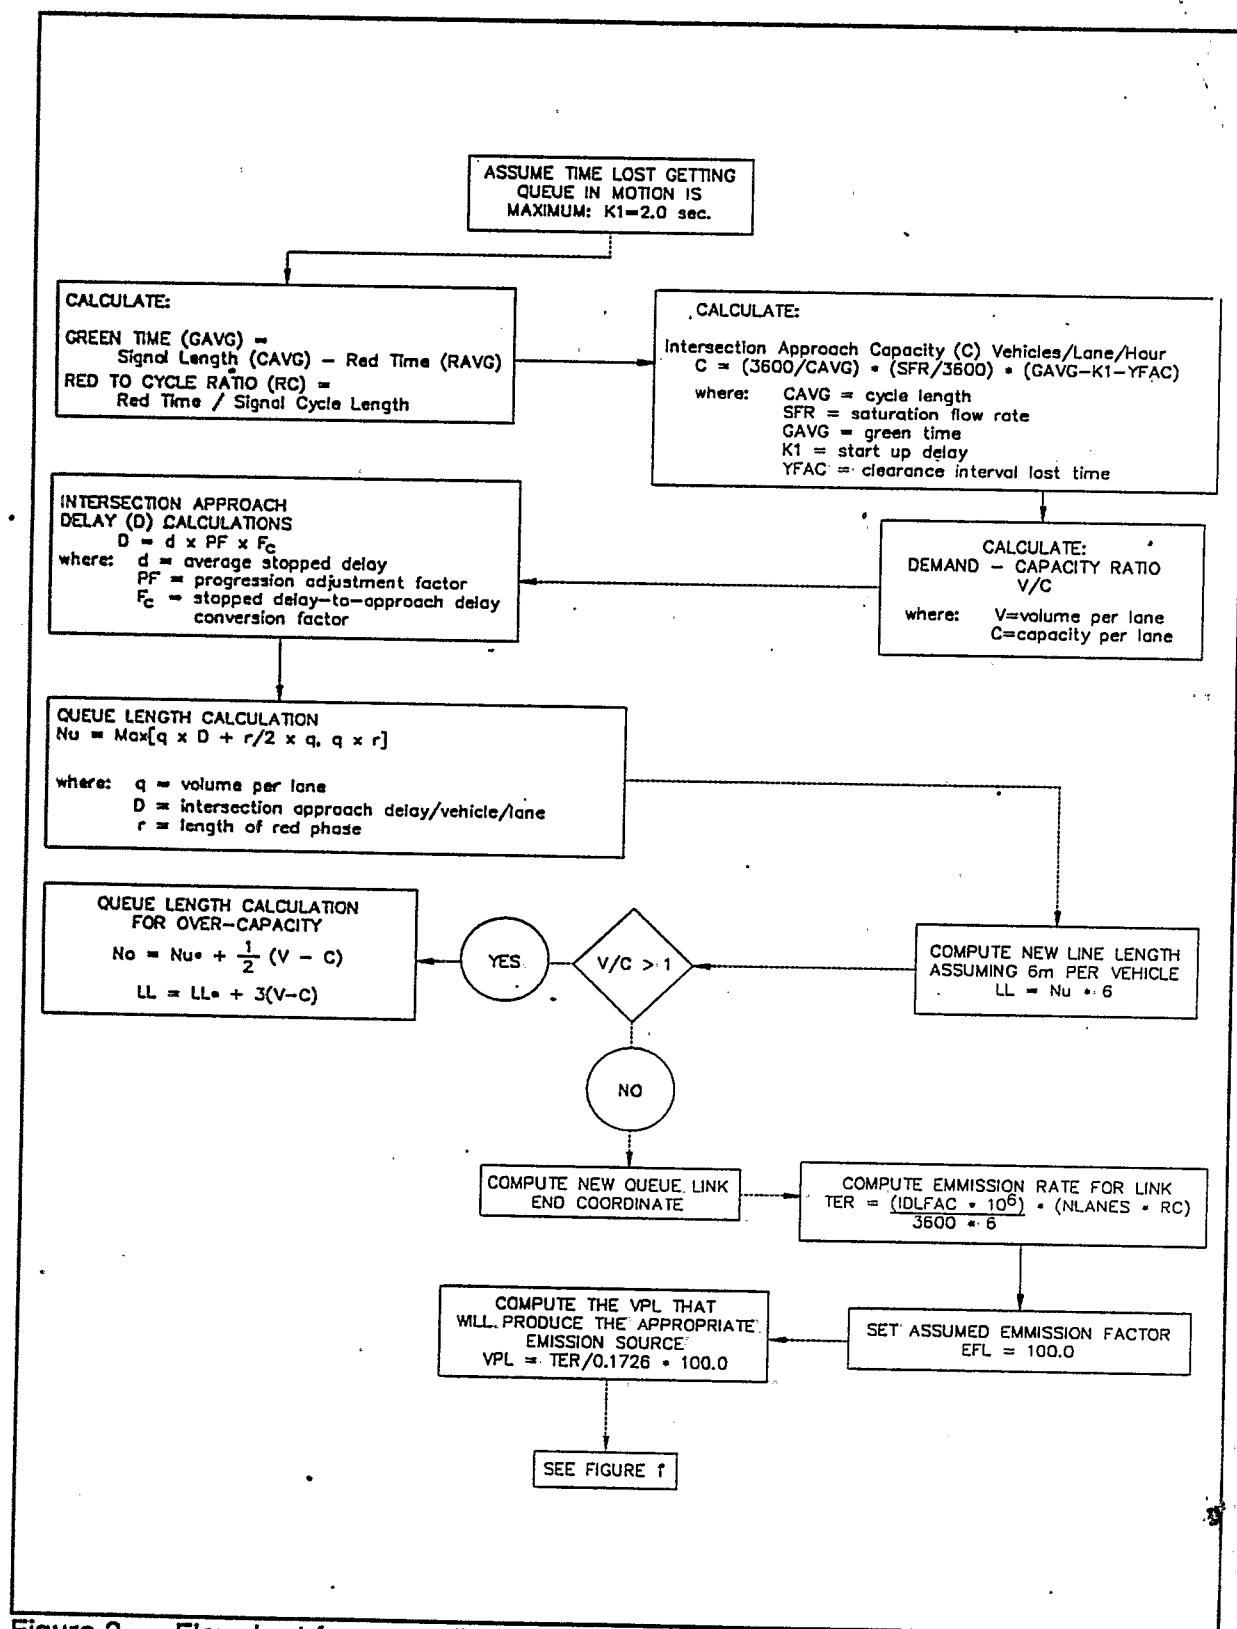 ASSUME TIME LOST GETTING
QUEUE IN MOTION IS
MAXIMUM: K1=2.0 sec.
CALCULATE:
GREEN TIME (GAVG) =
Signal Length (CAVG) – Red Time (RAVG)
RED TO CYCLE RATIO (RC) =
Red Time / Signal Cycle Length
CALCULATE:
Intersection Approach Capacity (C) Vehicles/Lane/Hour
C = (3600/CAVG) * (SFR/3600) * (GAVG-K1-YFAC)
where: CAVG = cycle length
SFR = saturation flow rate
GAVG = green time
K1 = start up delay
YFAC = clearance interval lost time
CALCULATE:
DEMAND – CAPACITY RATIO
V/C
where: V=volume per lane
C=capacity per lane
INTERSECTION APPROACH
DELAY (D) CALCULATIONS
D = d x PF x Fc
where: d = average stopped delay
PF = progression adjustment factor
Fc = stopped delay-to-approach delay
conversion factor
QUEUE LENGTH CALCULATION
Nu = Max[q x D + r/2 x q, q x r]
where: q = volume per lane
D = intersection approach delay/vehicle/lane
r = length of red phase
COMPUTE NEW LINE LENGTH
ASSUMING 6m PER VEHICLE
LL = Nu * 6
V/C > 1
YES
QUEUE LENGTH CALCULATION
FOR OVER-CAPACITY
No = Nu* + 1/2 (V – C)
LL = LL* + 3(V-C)
NO
COMPUTE NEW QUEUE LINK
END COORDINATE
COMPUTE EMMISSION RATE FOR LINK
TER = (IDLFAC * 10⁶) * (NLANES * RC)
3600 * 6
SET ASSUMED EMMISSION FACTOR
EFL = 100.0
COMPUTE THE VPL THAT
WILL PRODUCE THE APPROPRIATE
EMISSION SOURCE
VPL = TER/0.1726 * 100.0
SEE FIGURE 1